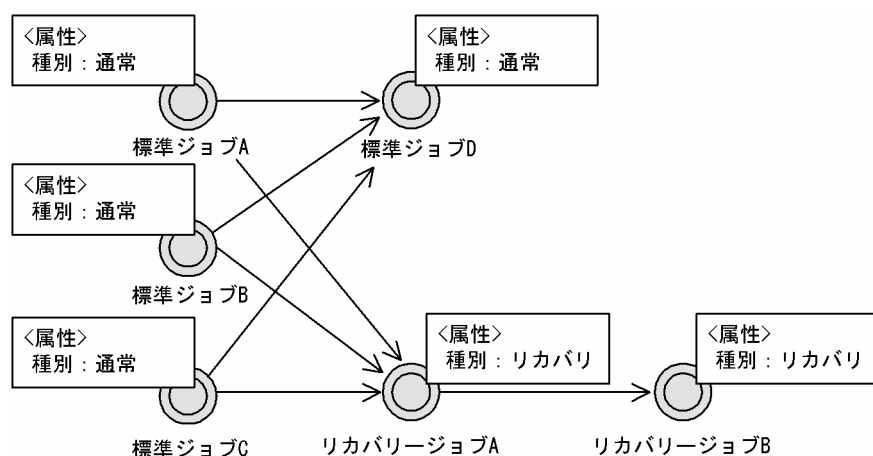 <属性>
種別：通常
標準ジョブA
<属性>
種別：通常
標準ジョブD
<属性>
種別：通常
標準ジョブB
<属性>
種別：通常
標準ジョブC
<属性>
種別：リカバリ
リカバリージョブA
<属性>
種別：リカバリ
リカバリージョブB